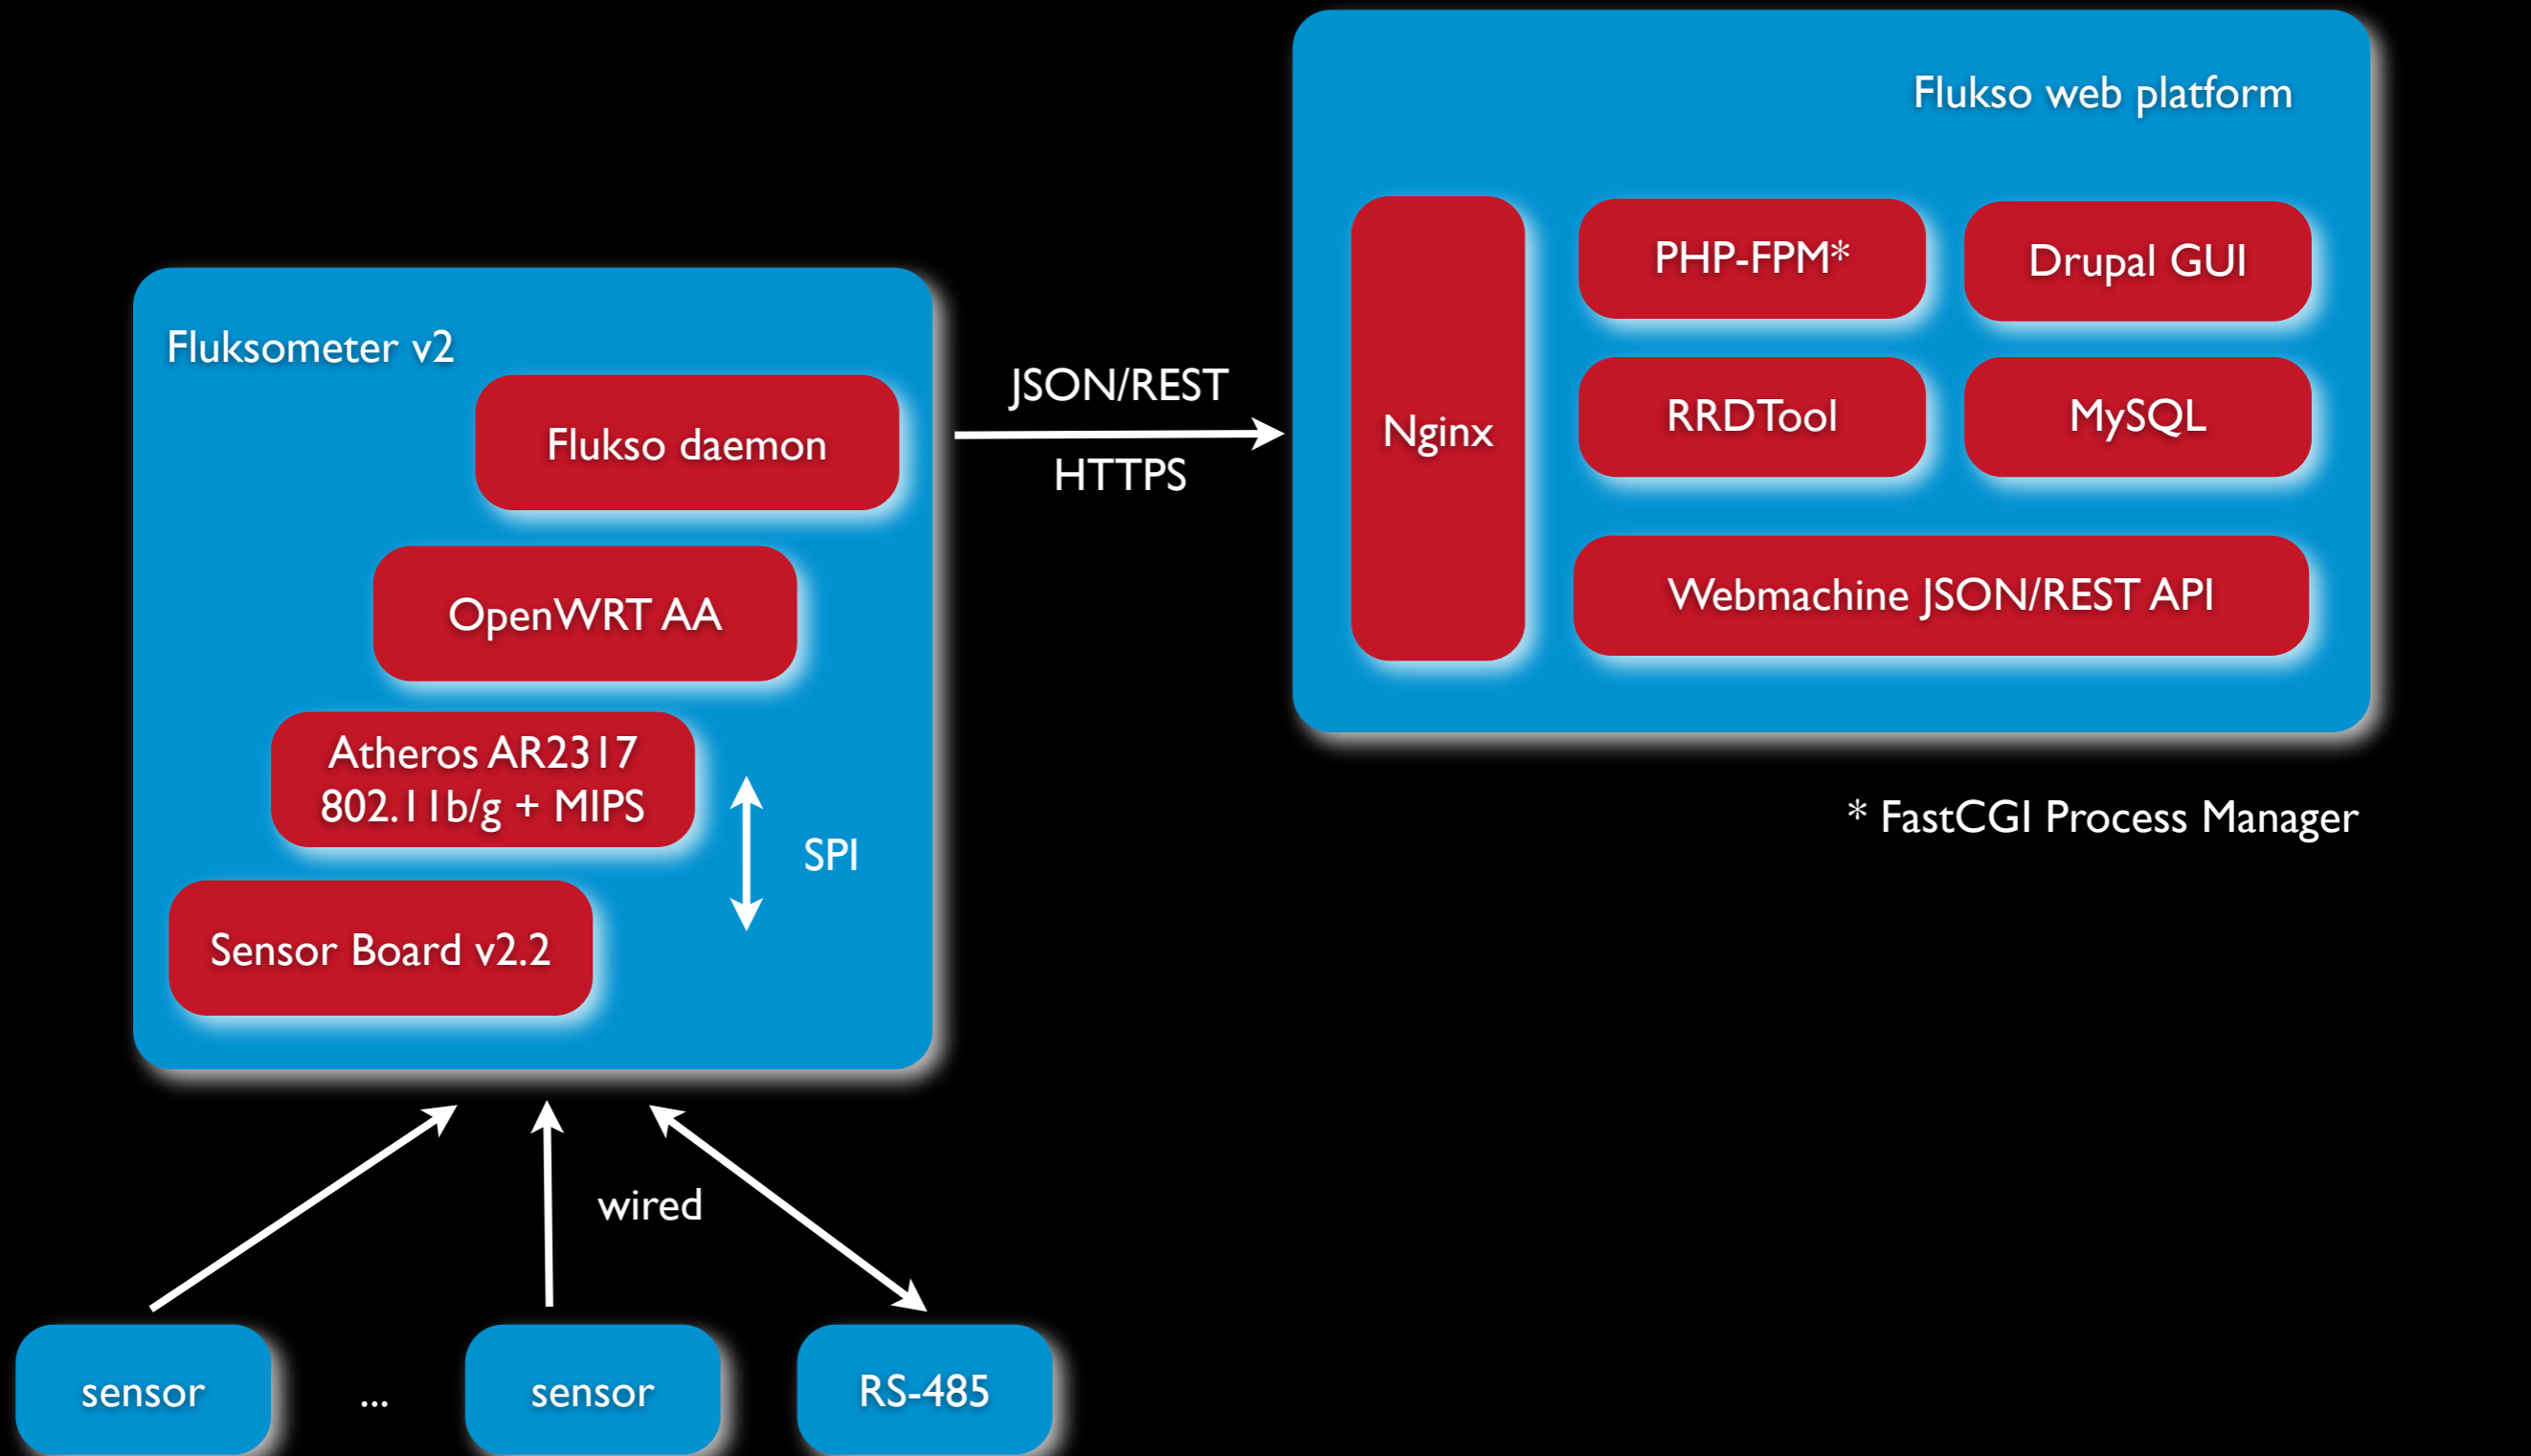 Flukso web platform
PHP-FPM*
Drupal GUI
Nginx
RRDTool
MySQL
Webmachine JSON/REST API
* FastCGI Process Manager
JSON/REST
HTTPS
Fluksometer v2
Flukso daemon
OpenWRT AA
Atheros AR2317
802.11b/g + MIPS
SPI
Sensor Board v2.2
wired
sensor
...
sensor
RS-485